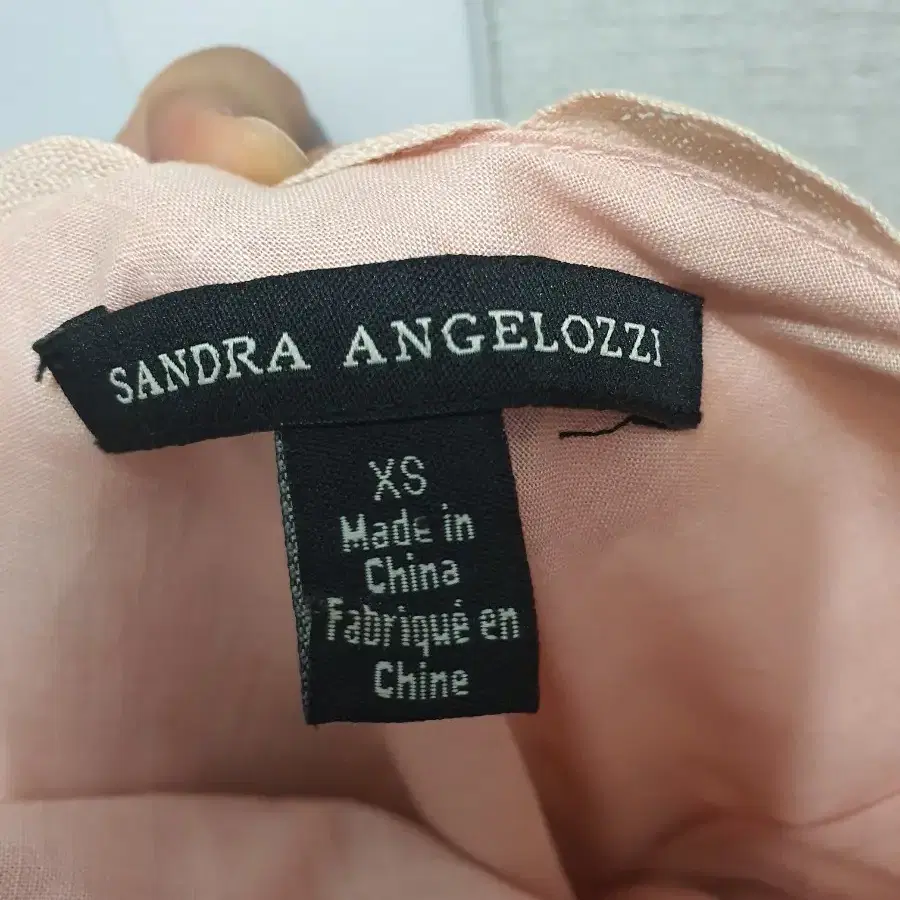 SANDRA ANGELOZZI
XS
Made in
China
Fabriqué en
Chine